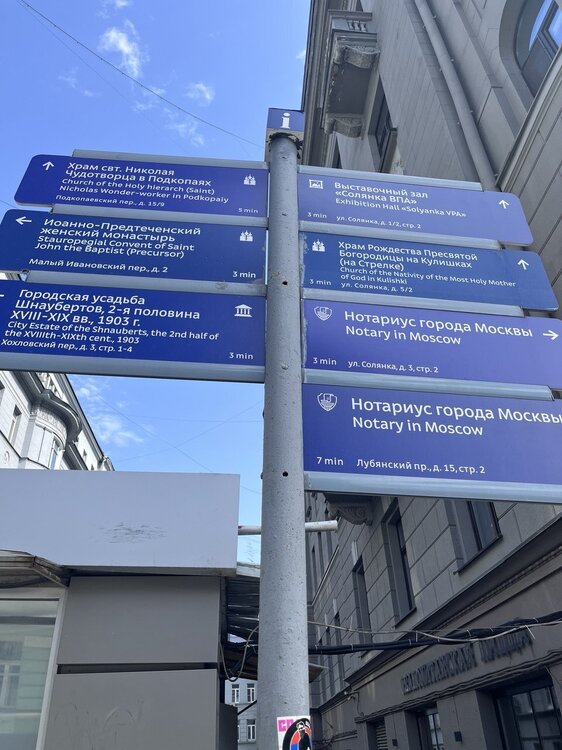 i
Храм свт. Николая
Чудотворца в Подкопаях
Church of the Holy hierarch (Saint)
Nicholas Wonder-worker in Podkopaiy
Подкопаевский пер., д. 15/9
5 min
Иоанно-Предтеченский
женский монастырь
Stauropegial Convent of Saint
John the Baptist (Precursor)
Малый Ивановский пер., д. 2
3 min
Городская усадьба
Шнаубертов, 2-я половина
XVIII-XIX вв., 1903 г.
City Estate of the Shnauberts, the 2nd half of
the XVIIIth-XIXth cent., 1903
Хохловский пер., д. 3, стр. 1-4
3 min
Выставочный зал
«Солянка ВПА»
Exhibition Hall «Solyanka VPA»
3 min ул. Солянка, д. 1/2, стр. 2
Храм Рождества Пресвятой
Богородицы на Кулишках
(на Стрелке)
Church of the Nativity of the Most Holy Mother
of God in Kulishki
3 min ул. Солянка, д. 5/2
Нотариус города Москвы
Notary in Moscow
3 min ул. Солянка, д. 3, стр. 2
Нотариус города Москвы
Notary in Moscow
7 min Лубянский пр., д. 15, стр. 2